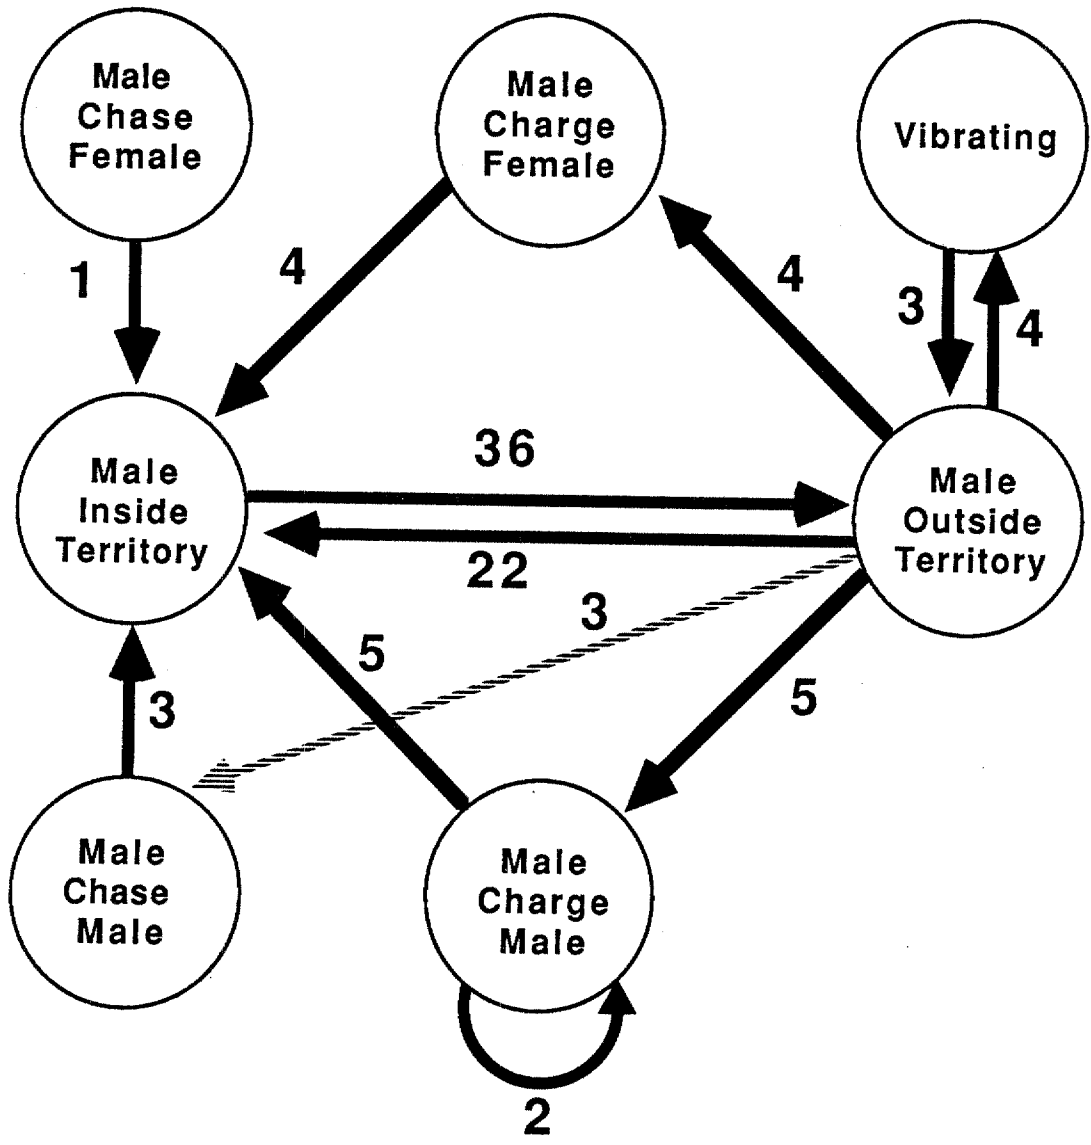 Male
Chase
Female
Male
Charge
Female
Vibrating
1
4
4
3
4
36
Male
Inside
Territory
Male
Outside
Territory
22
3
5
5
3
Male
Chase
Male
Male
Charge
Male
2